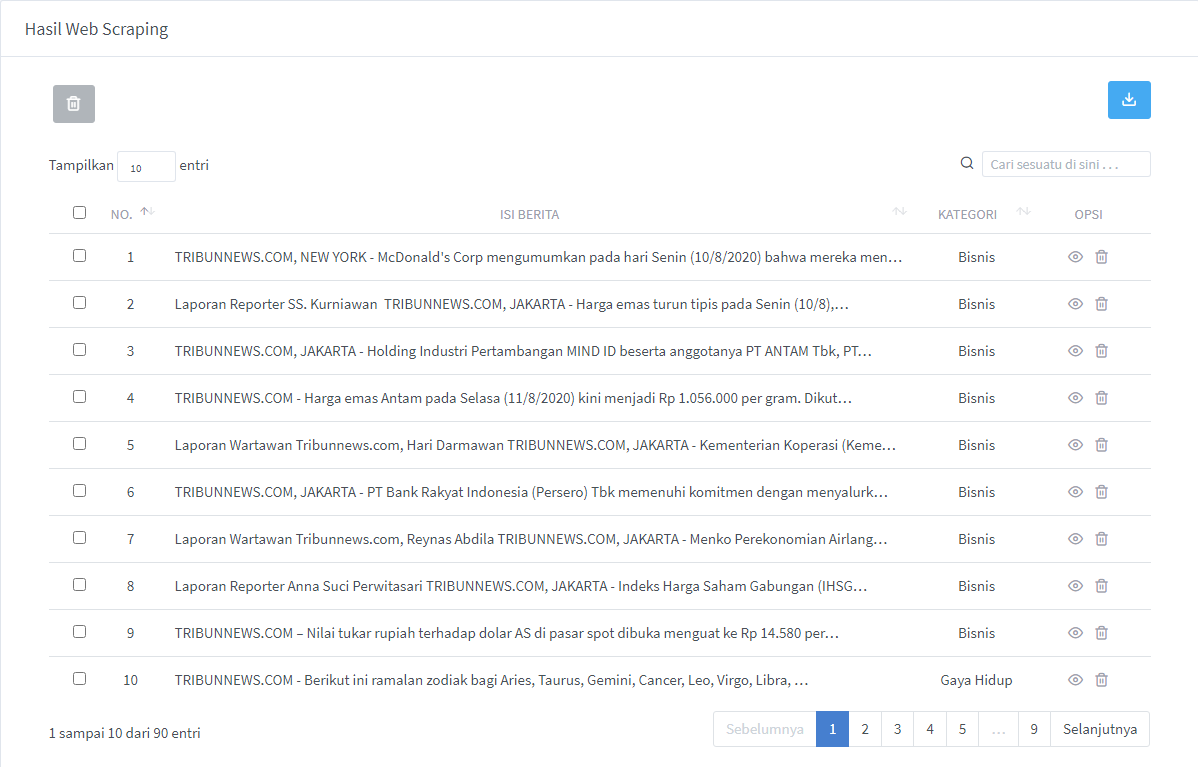 Hasil Web Scraping
Tampilkan 10 entri
Cari sesuatu di sini . . .
NO. ISI BERITA KATEGORI OPSI
1 TRIBUNNEWS.COM, NEW YORK - McDonald's Corp mengumumkan pada hari Senin (10/8/2020) bahwa mereka men... Bisnis
2 Laporan Reporter SS. Kurniawan  TRIBUNNEWS.COM, JAKARTA - Harga emas turun tipis pada Senin (10/8),... Bisnis
3 TRIBUNNEWS.COM, JAKARTA - Holding Industri Pertambangan MIND ID beserta anggotanya PT ANTAM Tbk, PT... Bisnis
4 TRIBUNNEWS.COM - Harga emas Antam pada Selasa (11/8/2020) kini menjadi Rp 1.056.000 per gram. Dikut... Bisnis
5 Laporan Wartawan Tribunnews.com, Hari Darmawan TRIBUNNEWS.COM, JAKARTA - Kementerian Koperasi (Keme... Bisnis
6 TRIBUNNEWS.COM, JAKARTA - PT Bank Rakyat Indonesia (Persero) Tbk memenuhi komitmen dengan menyalurk... Bisnis
7 Laporan Wartawan Tribunnews.com, Reynas Abdila TRIBUNNEWS.COM, JAKARTA - Menko Perekonomian Airlang... Bisnis
8 Laporan Reporter Anna Suci Perwitasari TRIBUNNEWS.COM, JAKARTA - Indeks Harga Saham Gabungan (IHSG... Bisnis
9 TRIBUNNEWS.COM – Nilai tukar rupiah terhadap dolar AS di pasar spot dibuka menguat ke Rp 14.580 per... Bisnis
10 TRIBUNNEWS.COM - Berikut ini ramalan zodiak bagi Aries, Taurus, Gemini, Cancer, Leo, Virgo, Libra, ... Gaya Hidup
1 sampai 10 dari 90 entri
Sebelumnya 1 2 3 4 5 ... 9 Selanjutnya